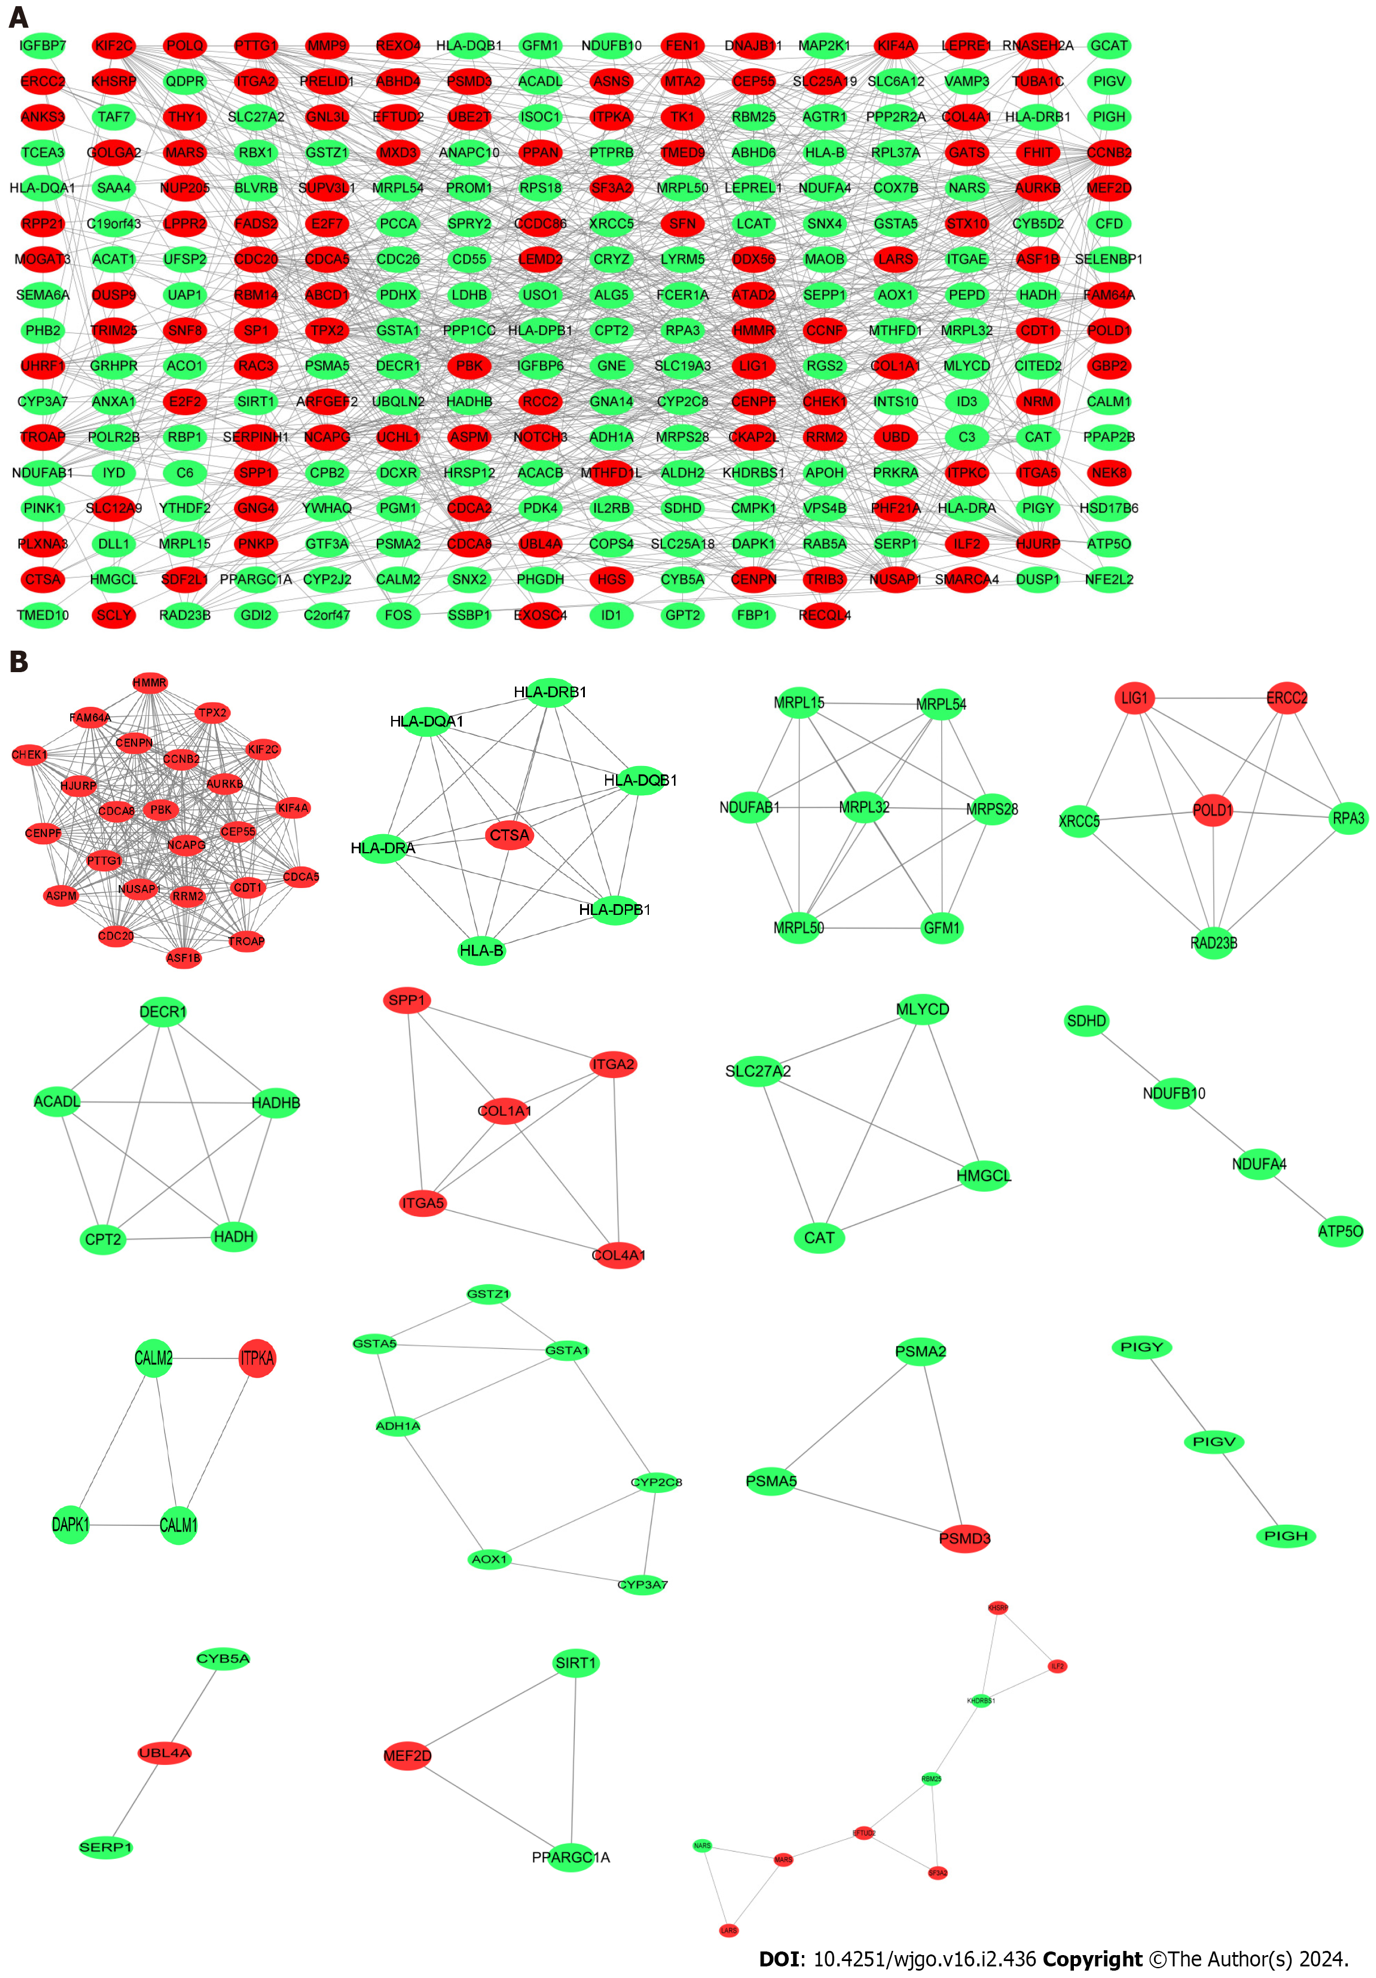 A
IGFBP7 KIF2C POLQ PTTG1 MMP9 REXO4 HLA-DQB1 GFM1 NDUFB10 FEN1 DNAJB11 MAP2K1 KIF4A LEPRE1 RNASEH2A GCAT
ERCC2 KHSRP QDPR ITGA2 PRELID1 ABHD4 PSMD3 ACADL ASNS MTA2 CEP55 SLC25A19 SLC6A12 VAMP3 TUBA1C PIGV
ANKS3 TAF7 THY1 SLC27A2 GNL3L EFTUD2 UBE2T ISOC1 ITPKA TK1 RBM25 AGTR1 PPP2R2A COL4A1 HLA-DRB1 PIGH
TCEA3 GOLGA2 MARS RBX1 GSTZ1 MXD3 ANAPC10 PPAN PTPRB TMED9 ABHD6 HLA-B RPL37A GATS FHIT CCNB2
HLA-DQA1 SAA4 NUP205 BLVRB SUPV3L1 MRPL54 PROM1 RPS18 SF3A2 MRPL50 LEPREL1 NDUFA4 COX7B NARS AURKB MEF2D
RPP21 C19orf43 LPPR2 FADS2 E2F7 PCCA SPRY2 CCDC86 XRCC5 SFN LCAT SNX4 GSTA5 STX10 CYB5D2 CFD
MOGAT3 ACAT1 UFSP2 CDC20 CDCA5 CDC26 CD55 LEMD2 CRYZ LYRM5 DDX56 MAOB LARS ITGAE ASF1B SELENBP1
SEMA6A DUSP9 UAP1 RBM14 ABCD1 PDHX LDHB USO1 ALG5 FCER1A ATAD2 SEPP1 AOX1 PEPD HADH FAM64A
PHB2 TRIM25 SNF8 SP1 TPX2 GSTA1 PPP1CC HLA-DPB1 CPT2 RPA3 HMMR CCNF MTHFD1 MRPL32 CDT1 POLD1
UHRF1 GRHPR ACO1 RAC3 PSMA5 DECR1 PBK IGFBP6 GNE SLC19A3 LIG1 RGS2 COL1A1 MLYCD CITED2 GBP2
CYP3A7 ANXA1 E2F2 SIRT1 ARFGEF2 UBQLN2 HADHB RCC2 GNA14 CYP2C8 CENPF CHEK1 INTS10 ID3 NRM CALM1
TROAP POLR2B RBP1 SERPINH1 NCAPG UCHL1 ASPM NOTCH3 ADH1A MRPS28 CKAP2L RRM2 UBD C3 CAT PPAP2B
NDUFAB1 IYD C6 SPP1 CPB2 DCXR HRSP12 ACACB MTHFD1L ALDH2 KHDRBS1 APOH PRKRA ITPKC ITGA5 NEK8
PINK1 SLC12A9 YTHDF2 GNG4 YWHAQ PGM1 CDCA2 PDK4 IL2RB SDHD CMPK1 VPS4B PHF21A HLA-DRA PIGY HSD17B6
PLXNA3 DLL1 MRPL15 PNKP GTF3A PSMA2 CDCA8 UBL4A COPS4 SLC25A18 DAPK1 RAB5A SERP1 ILF2 HJURP ATP5O
CTSA HMGCL SDF2L1 PPARGC1A CYP2J2 CALM2 SNX2 PHGDH HGS CYB5A CENPN TRIB3 NUSAP1 SMARCA4 DUSP1 NFE2L2
TMED10 SCLY RAD23B GDI2 C2orf47 FOS SSBP1 EXOSC4 ID1 GPT2 FBP1 RECQL4
B
HMMR
FAM64A TPX2
CENPN
CHEK1 CCNB2 KIF2C
HJURP AURKB
CDCA8 PBK KIF4A
CENPF CEP55
NCAPG
PTTG1
ASPM NUSAP1 RRM2 CDT1 CDCA5
CDC20 TROAP
ASF1B
HLA-DRB1
HLA-DQA1
HLA-DQB1
CTSA
HLA-DRA
HLA-DPB1
HLA-B
MRPL15 MRPL54
NDUFAB1 MRPL32 MRPS28
MRPL50 GFM1
LIG1 ERCC2
POLD1
XRCC5 RPA3
RAD23B
DECR1
ACADL HADHB
CPT2 HADH
SPP1
ITGA2
COL1A1
ITGA5
COL4A1
MLYCD
SLC27A2
HMGCL
CAT
SDHD
NDUFB10
NDUFA4
ATP5O
CALM2 ITPKA
DAPK1 CALM1
GSTZ1
GSTA5 GSTA1
ADH1A
CYP2C8
AOX1
CYP3A7
PSMA2
PSMA5
PSMD3
PIGY
PIGV
PIGH
CYB5A
UBL4A
SERP1
SIRT1
MEF2D
PPARGC1A
KHSRP
ILF2
KHDRBS1
RBM25
EFTUD2
NARS
MARS
SF3A2
LARS
DOI: 10.4251/wjgo.v16.i2.436 Copyright ©The Author(s) 2024.